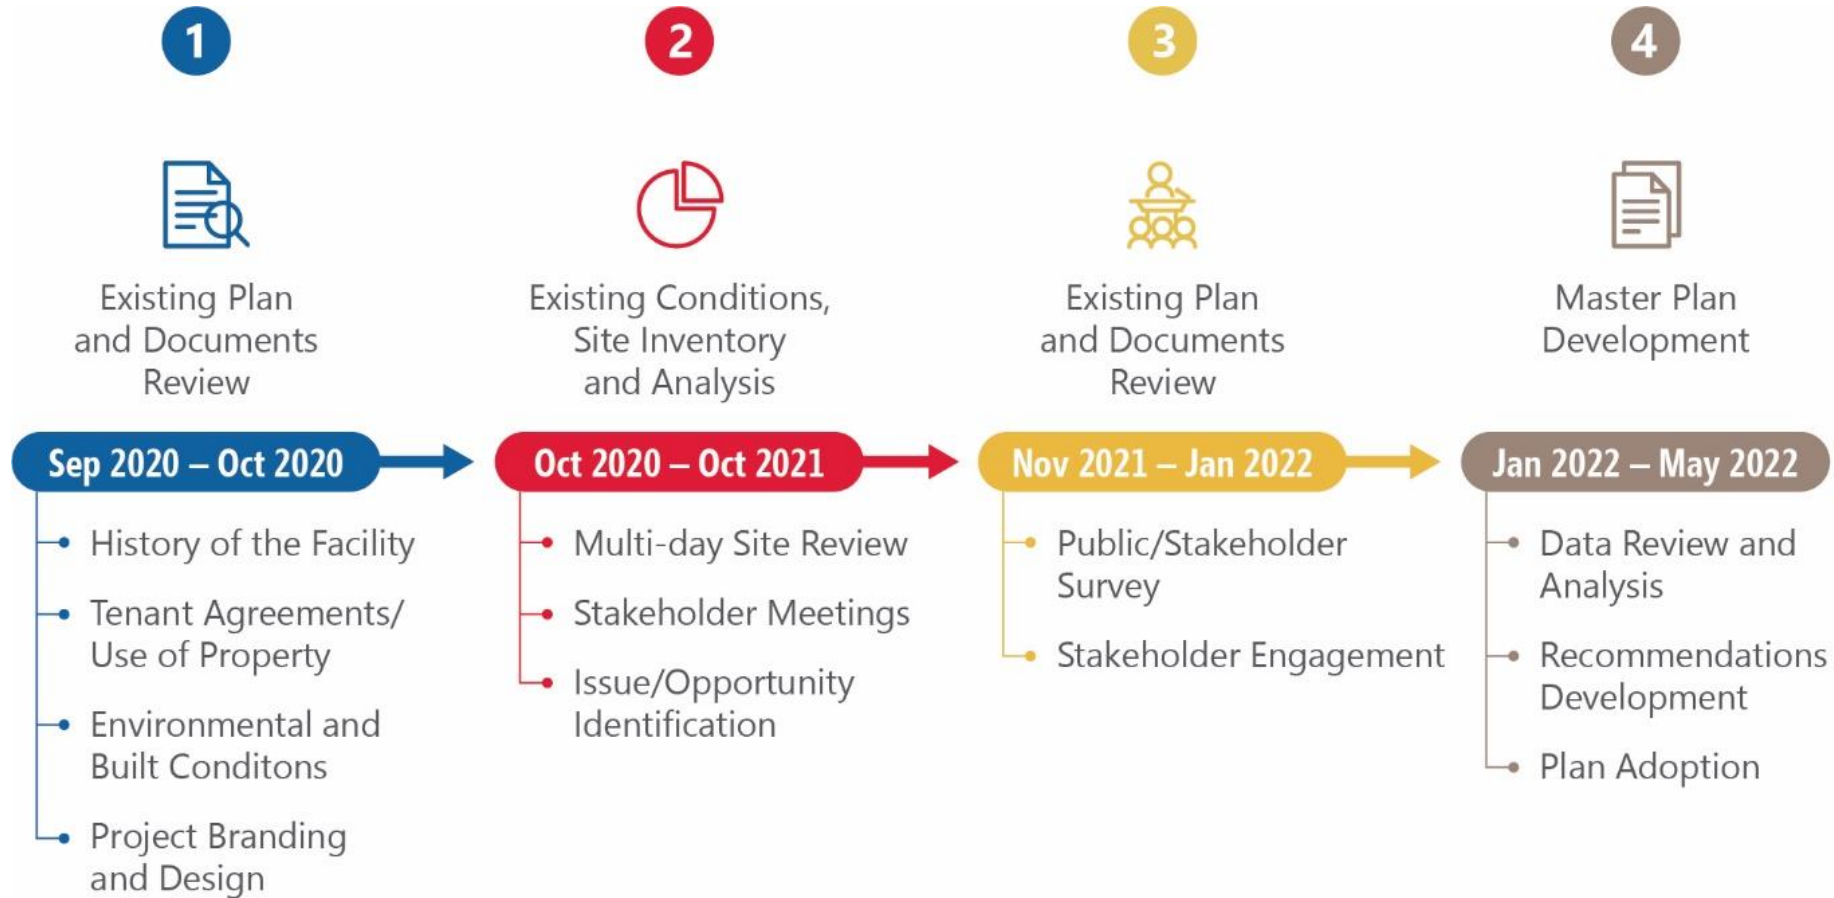 1
Existing Plan
and Documents
Review
Sep 2020 – Oct 2020
History of the Facility
Tenant Agreements/
Use of Property
Environmental and
Built Conditons
Project Branding
and Design
2
Existing Conditions,
Site Inventory
and Analysis
Oct 2020 – Oct 2021
Multi-day Site Review
Stakeholder Meetings
Issue/Opportunity
Identification
3
Existing Plan
and Documents
Review
Nov 2021 – Jan 2022
Public/Stakeholder
Survey
Stakeholder Engagement
4
Master Plan
Development
Jan 2022 – May 2022
Data Review and
Analysis
Recommendations
Development
Plan Adoption